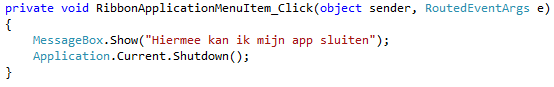 private void RibbonApplicationMenuItem_Click(object sender, RoutedEventArgs e)
{
    MessageBox.Show("Hiermee kan ik mijn app sluiten");
    Application.Current.Shutdown();
}